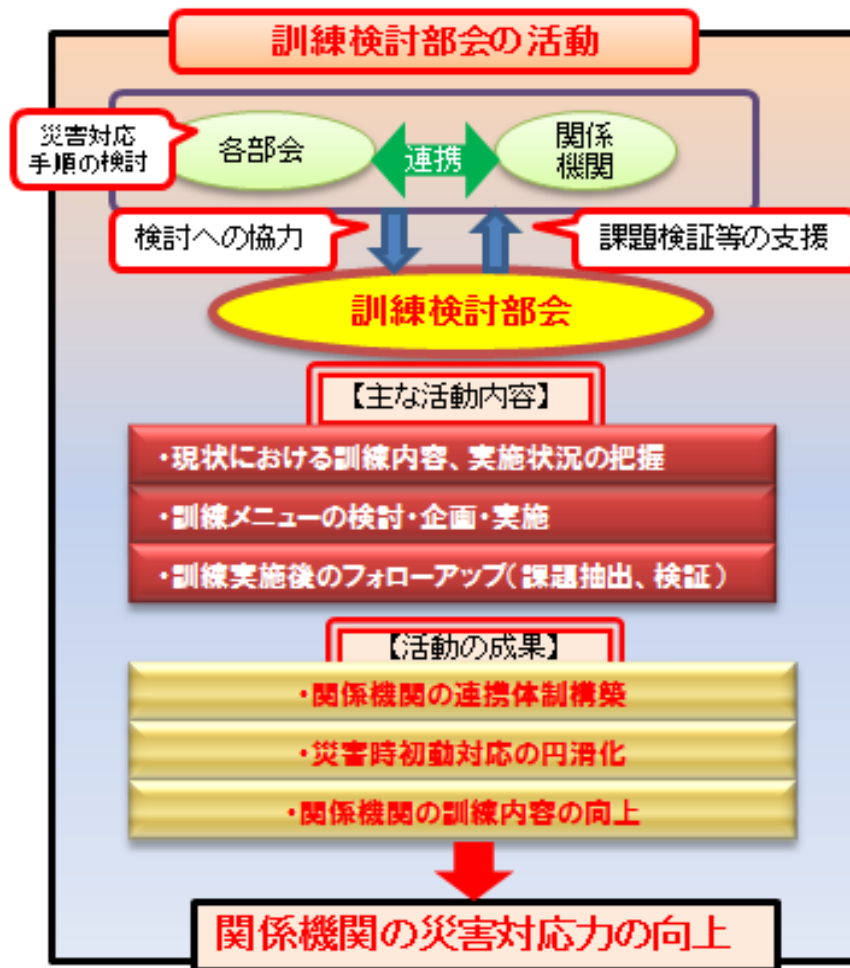 訓練検討部会の活動
災害対応
手順の検討
各部会
連携
関係
機関
検討への協力
課題検証等の支援
訓練検討部会
【主な活動内容】
・現状における訓練内容、実施状況の把握
・訓練メニューの検討・企画・実施
・訓練実施後のフォローアップ(課題抽出、検証)
【活動の成果】
・関係機関の連携体制構築
・災害時初動対応の円滑化
・関係機関の訓練内容の向上
関係機関の災害対応力の向上